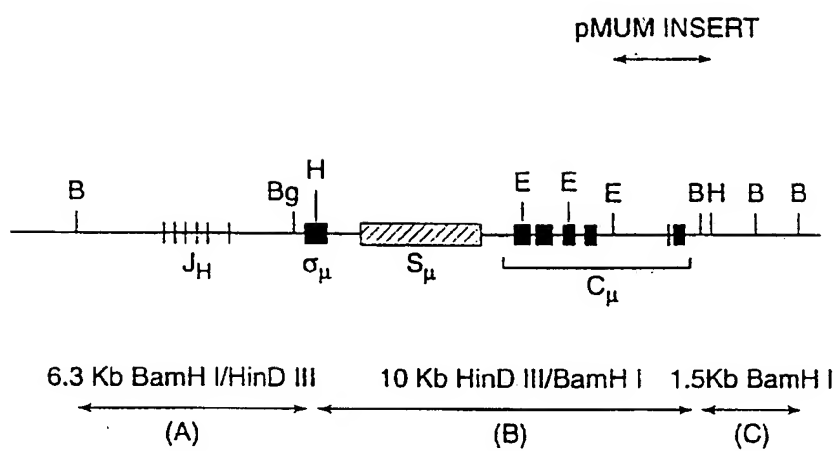 pMUM INSERT
B Bg H E E E B H B B
J_H σ_μ S_μ C_μ
6.3 Kb BamH I/HinD III 10 Kb HinD III/BamH I 1.5Kb BamH I
(A) (B) (C)